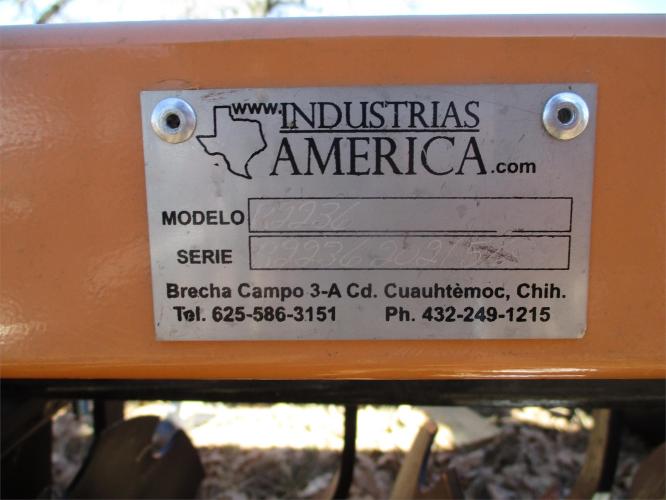 www.INDUSTRIAS
AMERICA.com
MODELO
SERIE
Brecha Campo 3-A Cd. Cuauhtèmoc, Chih.
Tel. 625-586-3151 Ph. 432-249-1215